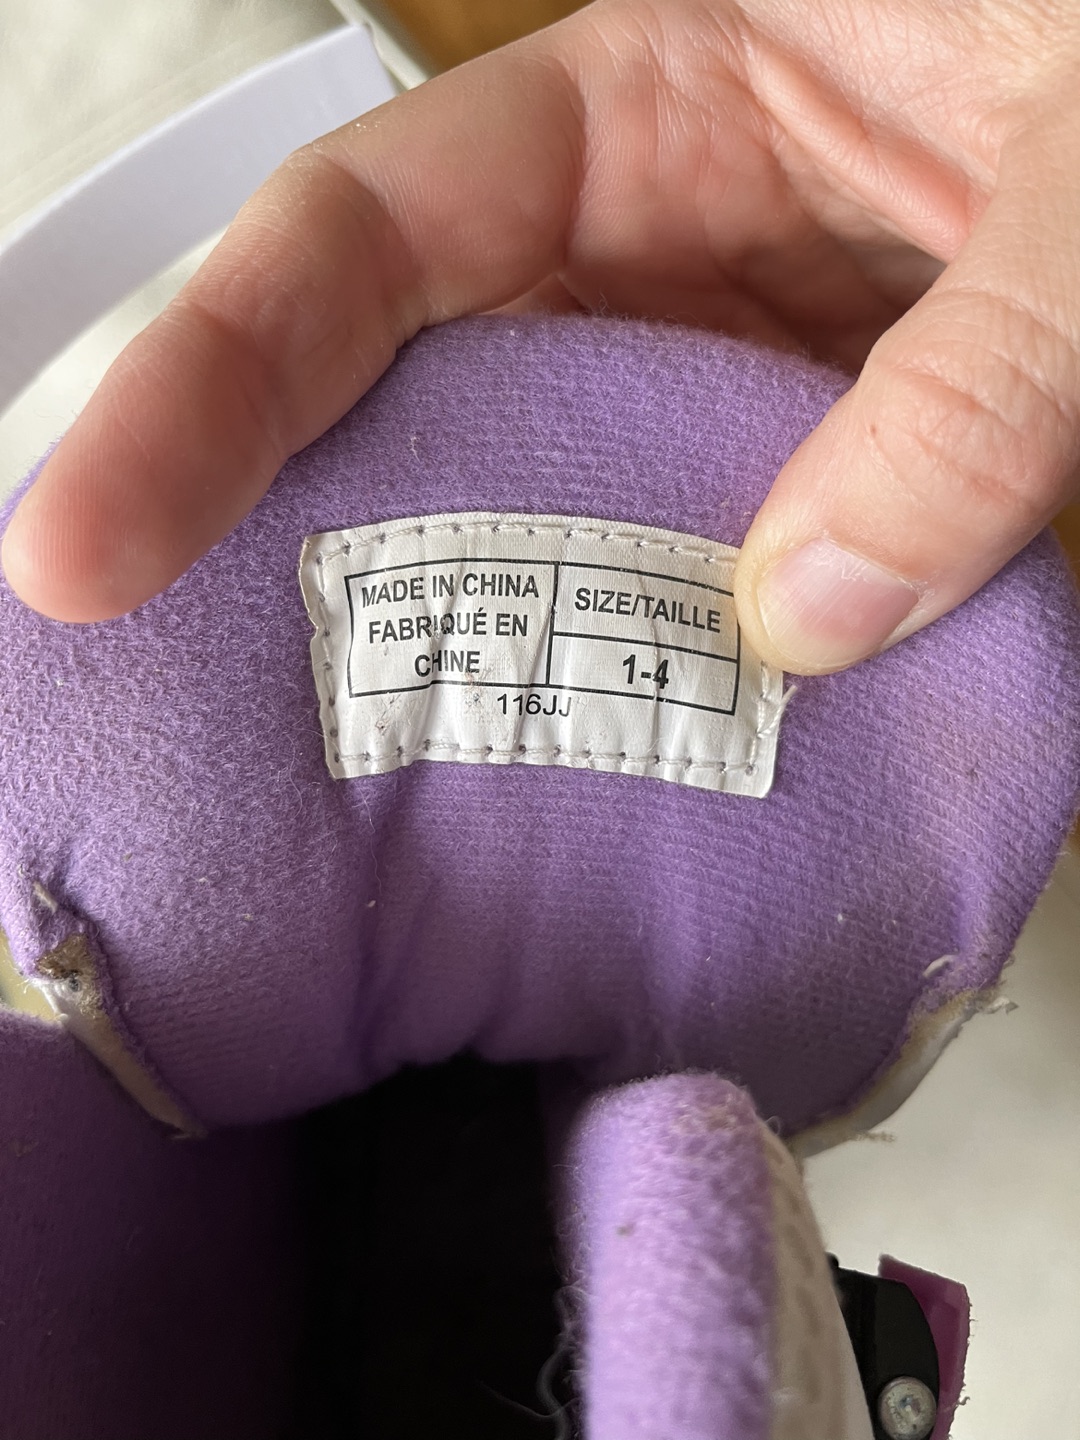 MADE IN CHINA
FABRIQUÉ EN
CHINE
SIZE/TAILLE
1-4
116JJ